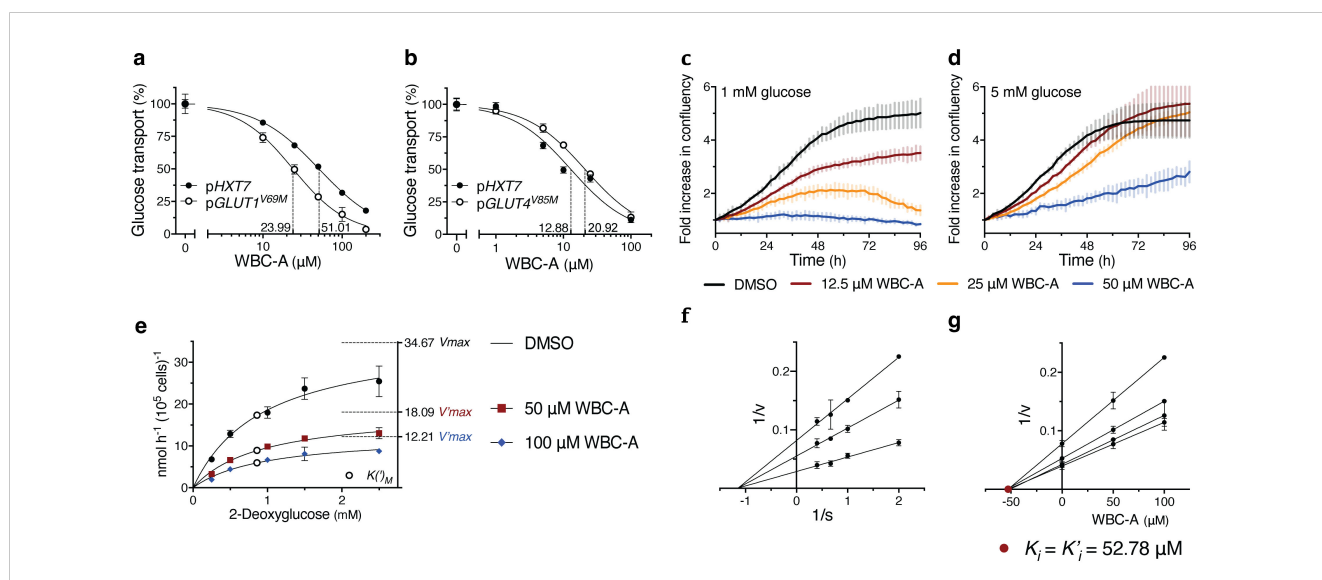 a
Glucose transport (%)
100
75
50
25
0
pHXT7
pGLUT1V69M
23.99
51.01
0
10
100
WBC-A (μM)
b
Glucose transport (%)
100
75
50
25
0
pHXT7
pGLUT4V85M
12.88
20.92
0
1
10
100
WBC-A (μM)
c
Fold increase in confluency
6
4
2
1 mM glucose
0
24
48
72
96
Time (h)
d
Fold increase in confluency
6
4
2
5 mM glucose
0
24
48
72
96
Time (h)
DMSO
12.5 μM WBC-A
25 μM WBC-A
50 μM WBC-A
e
nmol h-1 (105 cells)-1
30
20
10
0
34.67 Vmax
18.09 V'max
12.21 V'max
K(')M
0
1
2
2-Deoxyglucose (mM)
DMSO
50 μM WBC-A
100 μM WBC-A
f
1/v
0.2
0.1
-1
0
1
2
1/s
g
1/v
0.2
0.1
-50
0
50
100
WBC-A (μM)
Ki = K'i = 52.78 μM